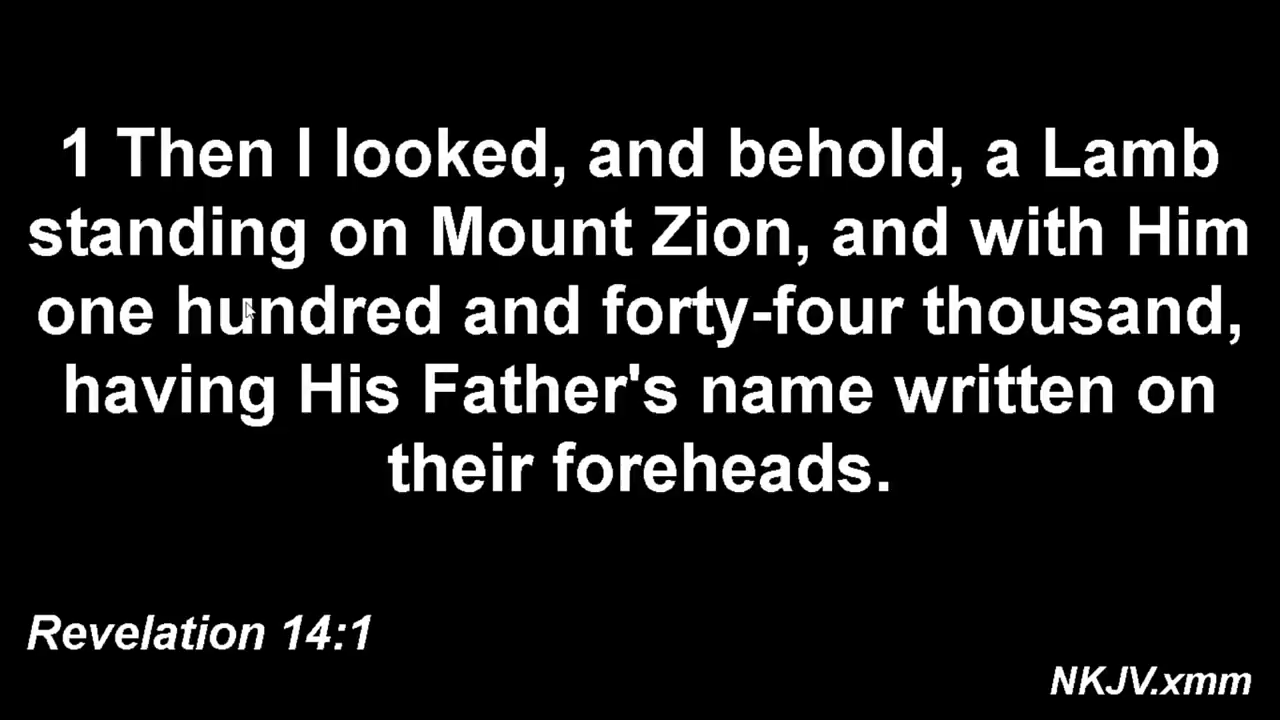 1 Then I looked, and behold, a Lamb
standing on Mount Zion, and with Him
one hundred and forty-four thousand,
having His Father's name written on
their foreheads.
Revelation 14:1
NKJV.xmm